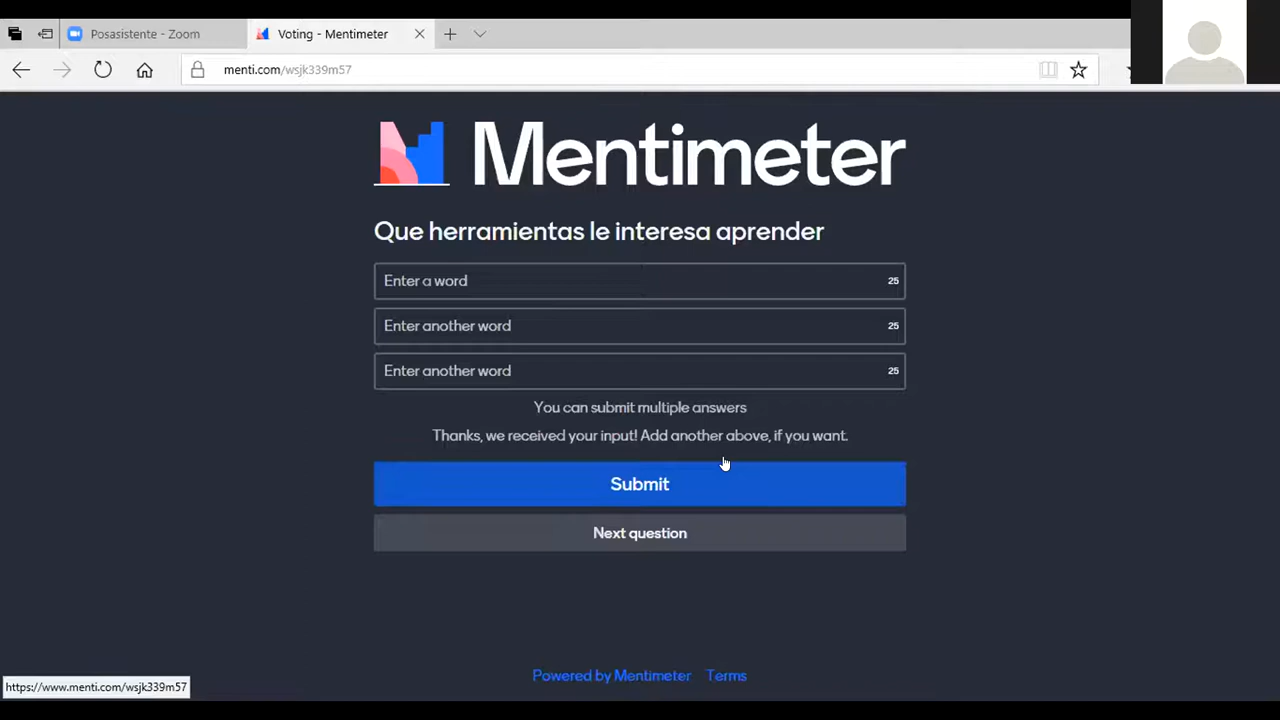 Posasistente - Zoom
Voting - Mentimeter
menti.com/wsjk339m57
Mentimeter
Que herramientas le interesa aprender
Enter a word 25
Enter another word 25
Enter another word 25
You can submit multiple answers
Thanks, we received your input! Add another above, if you want.
Submit
Next question
Powered by Mentimeter Terms
https://www.menti.com/wsjk339m57